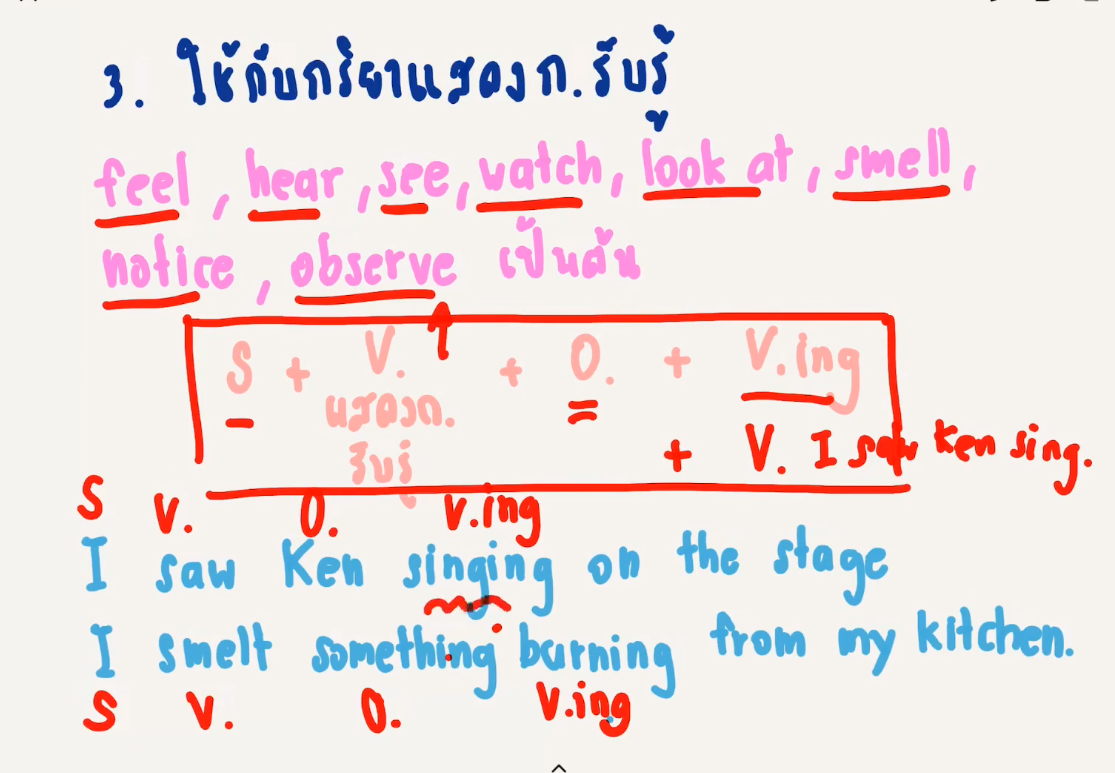 3. ใช้กับกริยาแสดงก.รับรู้
feel, hear, see, watch, look at, smell,
notice, observe เป็นต้น
S + V. + O. + V.ing
แสดงก.
รับรู้
+ V. I saw Ken sing.
S V. O. V.ing
I saw Ken singing on the stage
I smelt something burning from my kitchen.
S V. O. V.ing